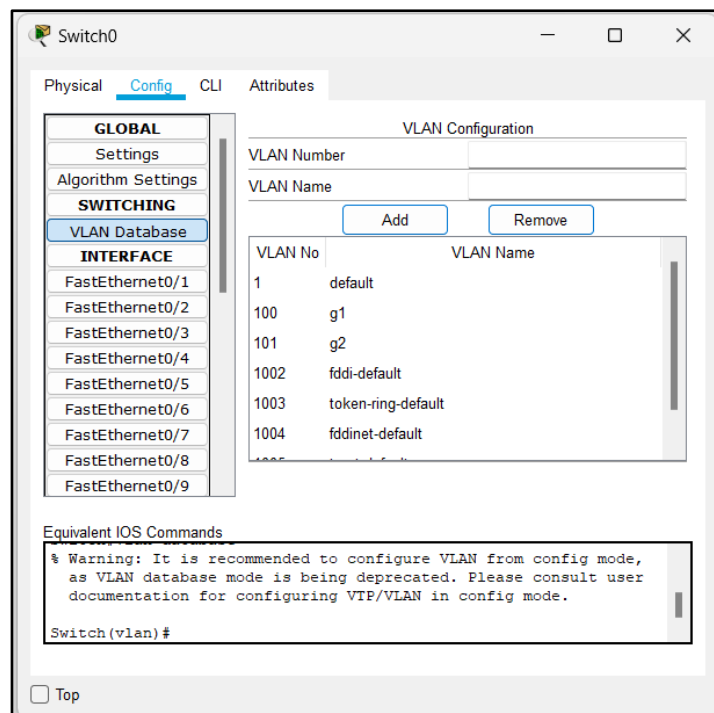 Switch0
Physical Config CLI Attributes
GLOBAL
Settings
Algorithm Settings
SWITCHING
VLAN Database
INTERFACE
FastEthernet0/1
FastEthernet0/2
FastEthernet0/3
FastEthernet0/4
FastEthernet0/5
FastEthernet0/6
FastEthernet0/7
FastEthernet0/8
FastEthernet0/9
VLAN Configuration
VLAN Number
VLAN Name
Add Remove
VLAN No VLAN Name
1 default
100 g1
101 g2
1002 fddi-default
1003 token-ring-default
1004 fddinet-default
Equivalent IOS Commands
% Warning: It is recommended to configure VLAN from config mode,
as VLAN database mode is being deprecated. Please consult user
documentation for configuring VTP/VLAN in config mode.
Switch(vlan)#
Top